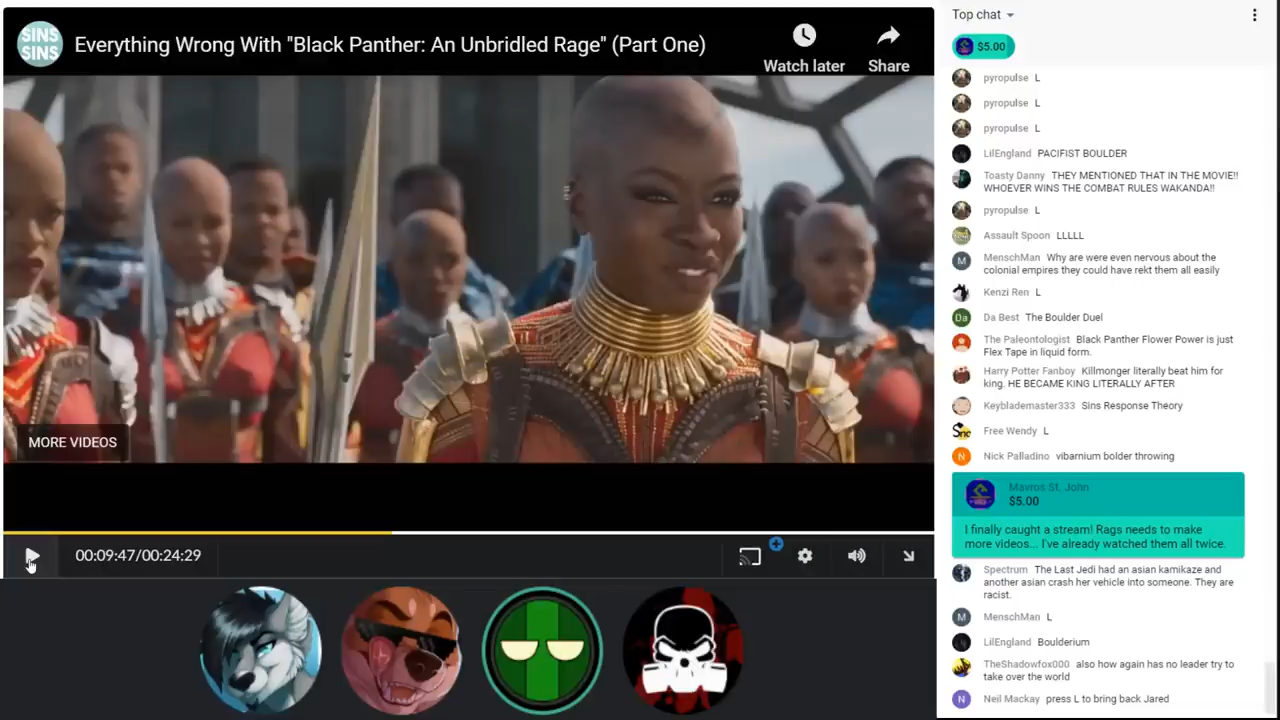 SINS
SINS
Everything Wrong With "Black Panther: An Unbridled Rage" (Part One)
Watch later
Share
MORE VIDEOS
00:09:47/00:24:29
Top chat
$5.00
pyropulse L
pyropulse L
pyropulse L
LilEngland PACIFIST BOULDER
Toasty Danny THEY MENTIONED THAT IN THE MOVIE!!
WHOEVER WINS THE COMBAT RULES WAKANDA!!
pyropulse L
Assault Spoon LLLLL
M
MenschMan Why are were even nervous about the
colonial empires they could have rekt them all easily
Kenzi Ren L
Da
Da Best The Boulder Duel
The Paleontologist Black Panther Flower Power is just
Flex Tape in liquid form.
Harry Potter Fanboy Killmonger literally beat him for
king. HE BECAME KING LITERALLY AFTER
Keyblademaster333 Sins Response Theory
Free Wendy L
N
Nick Palladino vibarnium bolder throwing
Mavros St. John
$5.00
I finally caught a stream! Rags needs to make
more videos... I've already watched them all twice.
Spectrum The Last Jedi had an asian kamikaze and
another asian crash her vehicle into someone. They are
racist.
M
MenschMan L
LilEngland Boulderium
TheShadowfox000 also how again has no leader try to
take over the world
N
Neil Mackay press L to bring back Jared